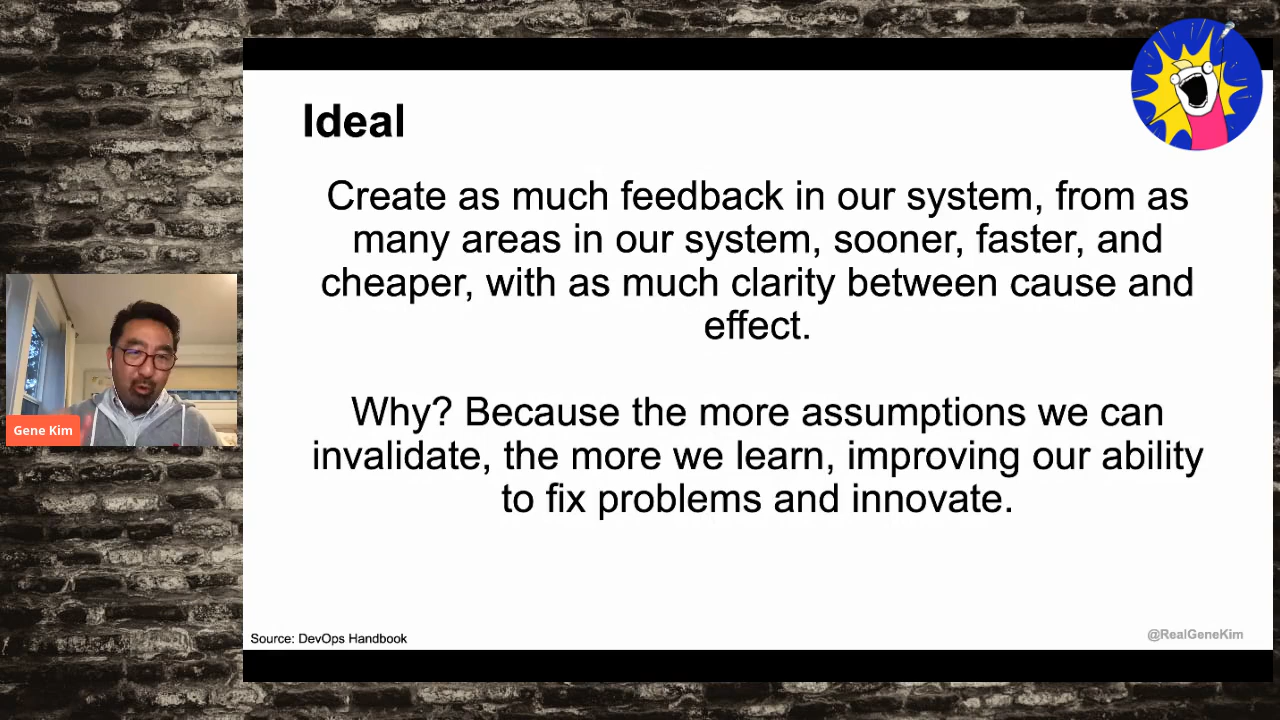 Ideal
Create as much feedback in our system, from as
many areas in our system, sooner, faster, and
cheaper, with as much clarity between cause and
effect.
Why? Because the more assumptions we can
invalidate, the more we learn, improving our ability
to fix problems and innovate.
Gene Kim
Source: DevOps Handbook
@RealGeneKim